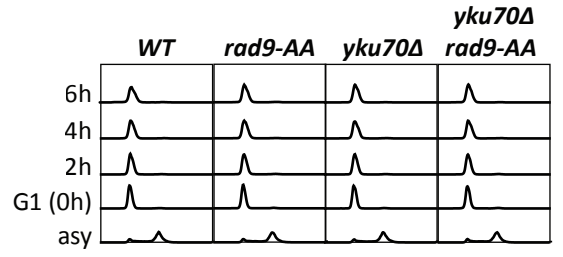 yku70Δ
WT rad9-AA yku70Δ rad9-AA
6h
4h
2h
G1 (0h)
asy